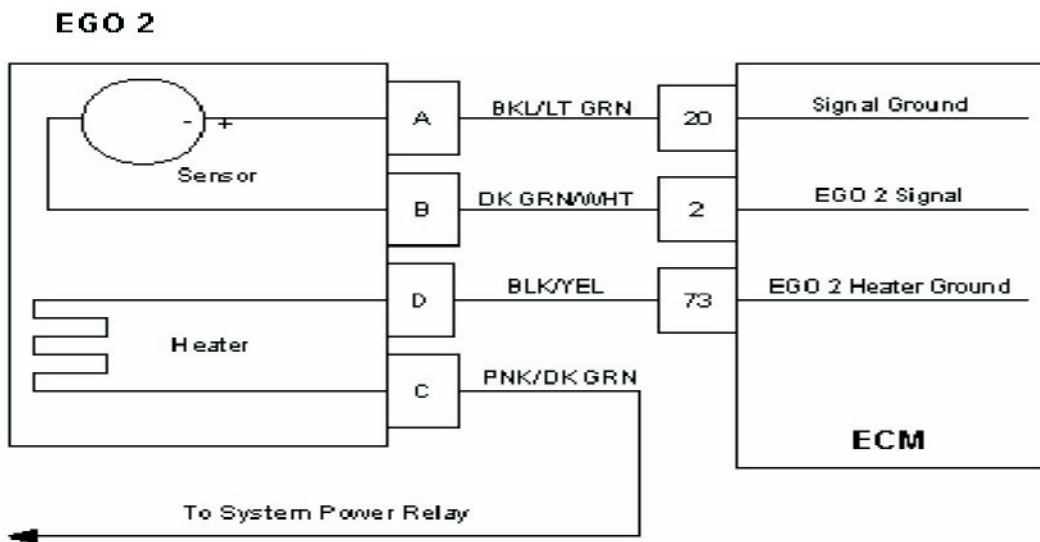 EGO 2
A BKL/LT GRN 20 Signal Ground
- +
Sensor
B DK GRN/WHT 2 EGO 2 Signal
D BLK/YEL 73 EGO 2 Heater Ground
Heater
C PNK/DK GRN
ECM
To System Power Relay